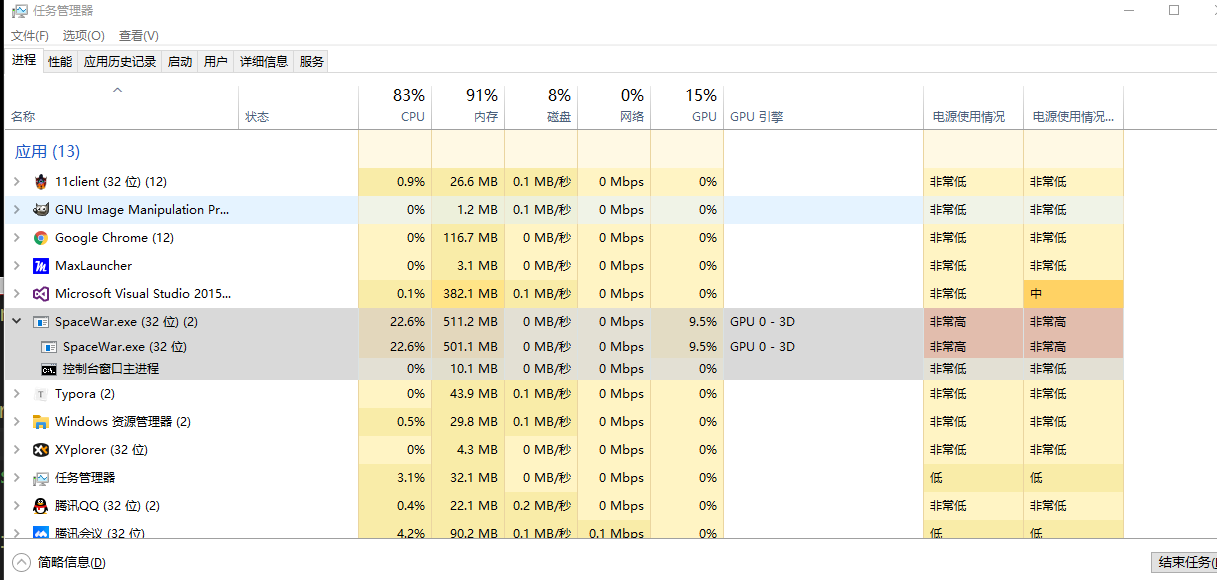 任务管理器
文件(F) 选项(O) 查看(V)
进程 性能 应用历史记录 启动 用户 详细信息 服务
83% 91% 8% 0% 15%
名称 状态 CPU 内存 磁盘 网络 GPU GPU 引擎 电源使用情况 电源使用情况...
应用 (13)
11client (32 位) (12) 0.9% 26.6 MB 0.1 MB/秒 0 Mbps 0% 非常低 非常低
GNU Image Manipulation Pr... 0% 1.2 MB 0.1 MB/秒 0 Mbps 0% 非常低 非常低
Google Chrome (12) 0% 116.7 MB 0 MB/秒 0 Mbps 0% 非常低 非常低
MaxLauncher 0% 3.1 MB 0 MB/秒 0 Mbps 0% 非常低 非常低
Microsoft Visual Studio 2015... 0.1% 382.1 MB 0.1 MB/秒 0 Mbps 0% 非常低 中
SpaceWar.exe (32 位) (2) 22.6% 511.2 MB 0 MB/秒 0 Mbps 9.5% GPU 0 - 3D 非常高 非常高
SpaceWar.exe (32 位) 22.6% 501.1 MB 0 MB/秒 0 Mbps 9.5% GPU 0 - 3D 非常高 非常高
控制台窗口主进程 0% 10.1 MB 0 MB/秒 0 Mbps 0% 非常低 非常低
Typora (2) 0% 43.9 MB 0.1 MB/秒 0 Mbps 0% 非常低 非常低
Windows 资源管理器 (2) 0.5% 29.8 MB 0.1 MB/秒 0 Mbps 0% 非常低 非常低
XYplorer (32 位) 0% 4.3 MB 0 MB/秒 0 Mbps 0% 非常低 非常低
任务管理器 3.1% 32.1 MB 0 MB/秒 0 Mbps 0% 低 低
腾讯QQ (32 位) (2) 0.4% 22.1 MB 0.2 MB/秒 0 Mbps 0% 非常低 非常低
腾讯会议 (32 位) 4.2% 90.2 MB 0.1 MB/秒 0.1 Mbps 0% 低 低
简略信息(D) 结束任务(